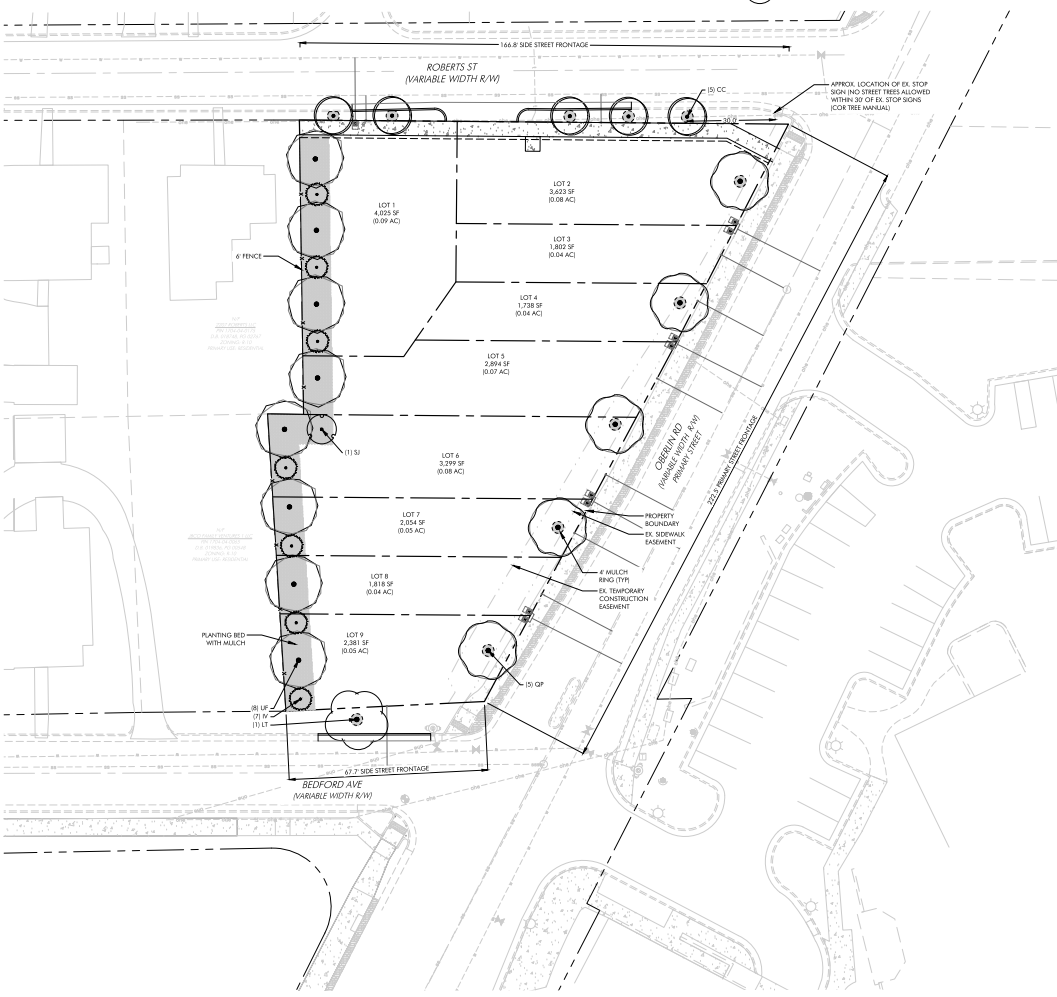 166.8' SIDE STREET FRONTAGE
ROBERTS ST
(VARIABLE WIDTH R/W)
(5) CC
APPROX. LOCATION OF EX. STOP
SIGN (NO STREET TREES ALLOWED
WITHIN 30' OF EX. STOP SIGNS
(COR TREE MANUAL)
30.0'
LOT 1
4,025 SF
(0.09 AC)
LOT 2
3,623 SF
(0.08 AC)
LOT 3
1,802 SF
(0.04 AC)
6' FENCE
LOT 4
1,738 SF
(0.04 AC)
LOT 5
2,894 SF
(0.07 AC)
(1) SJ
LOT 6
3,299 SF
(0.08 AC)
OBERLIN RD
(VARIABLE WIDTH R/W)
PRIMARY STREET
222.5' PRIMARY STREET FRONTAGE
LOT 7
2,054 SF
(0.05 AC)
PROPERTY
BOUNDARY
EX. SIDEWALK
EASEMENT
4' MULCH
RING (TYP)
EX. TEMPORARY
CONSTRUCTION
EASEMENT
LOT 8
1,818 SF
(0.04 AC)
PLANTING BED
WITH MULCH
LOT 9
2,381 SF
(0.05 AC)
(5) QP
(8) UF
(7) IV
(1) LT
67.7' SIDE STREET FRONTAGE
BEDFORD AVE
(VARIABLE WIDTH R/W)